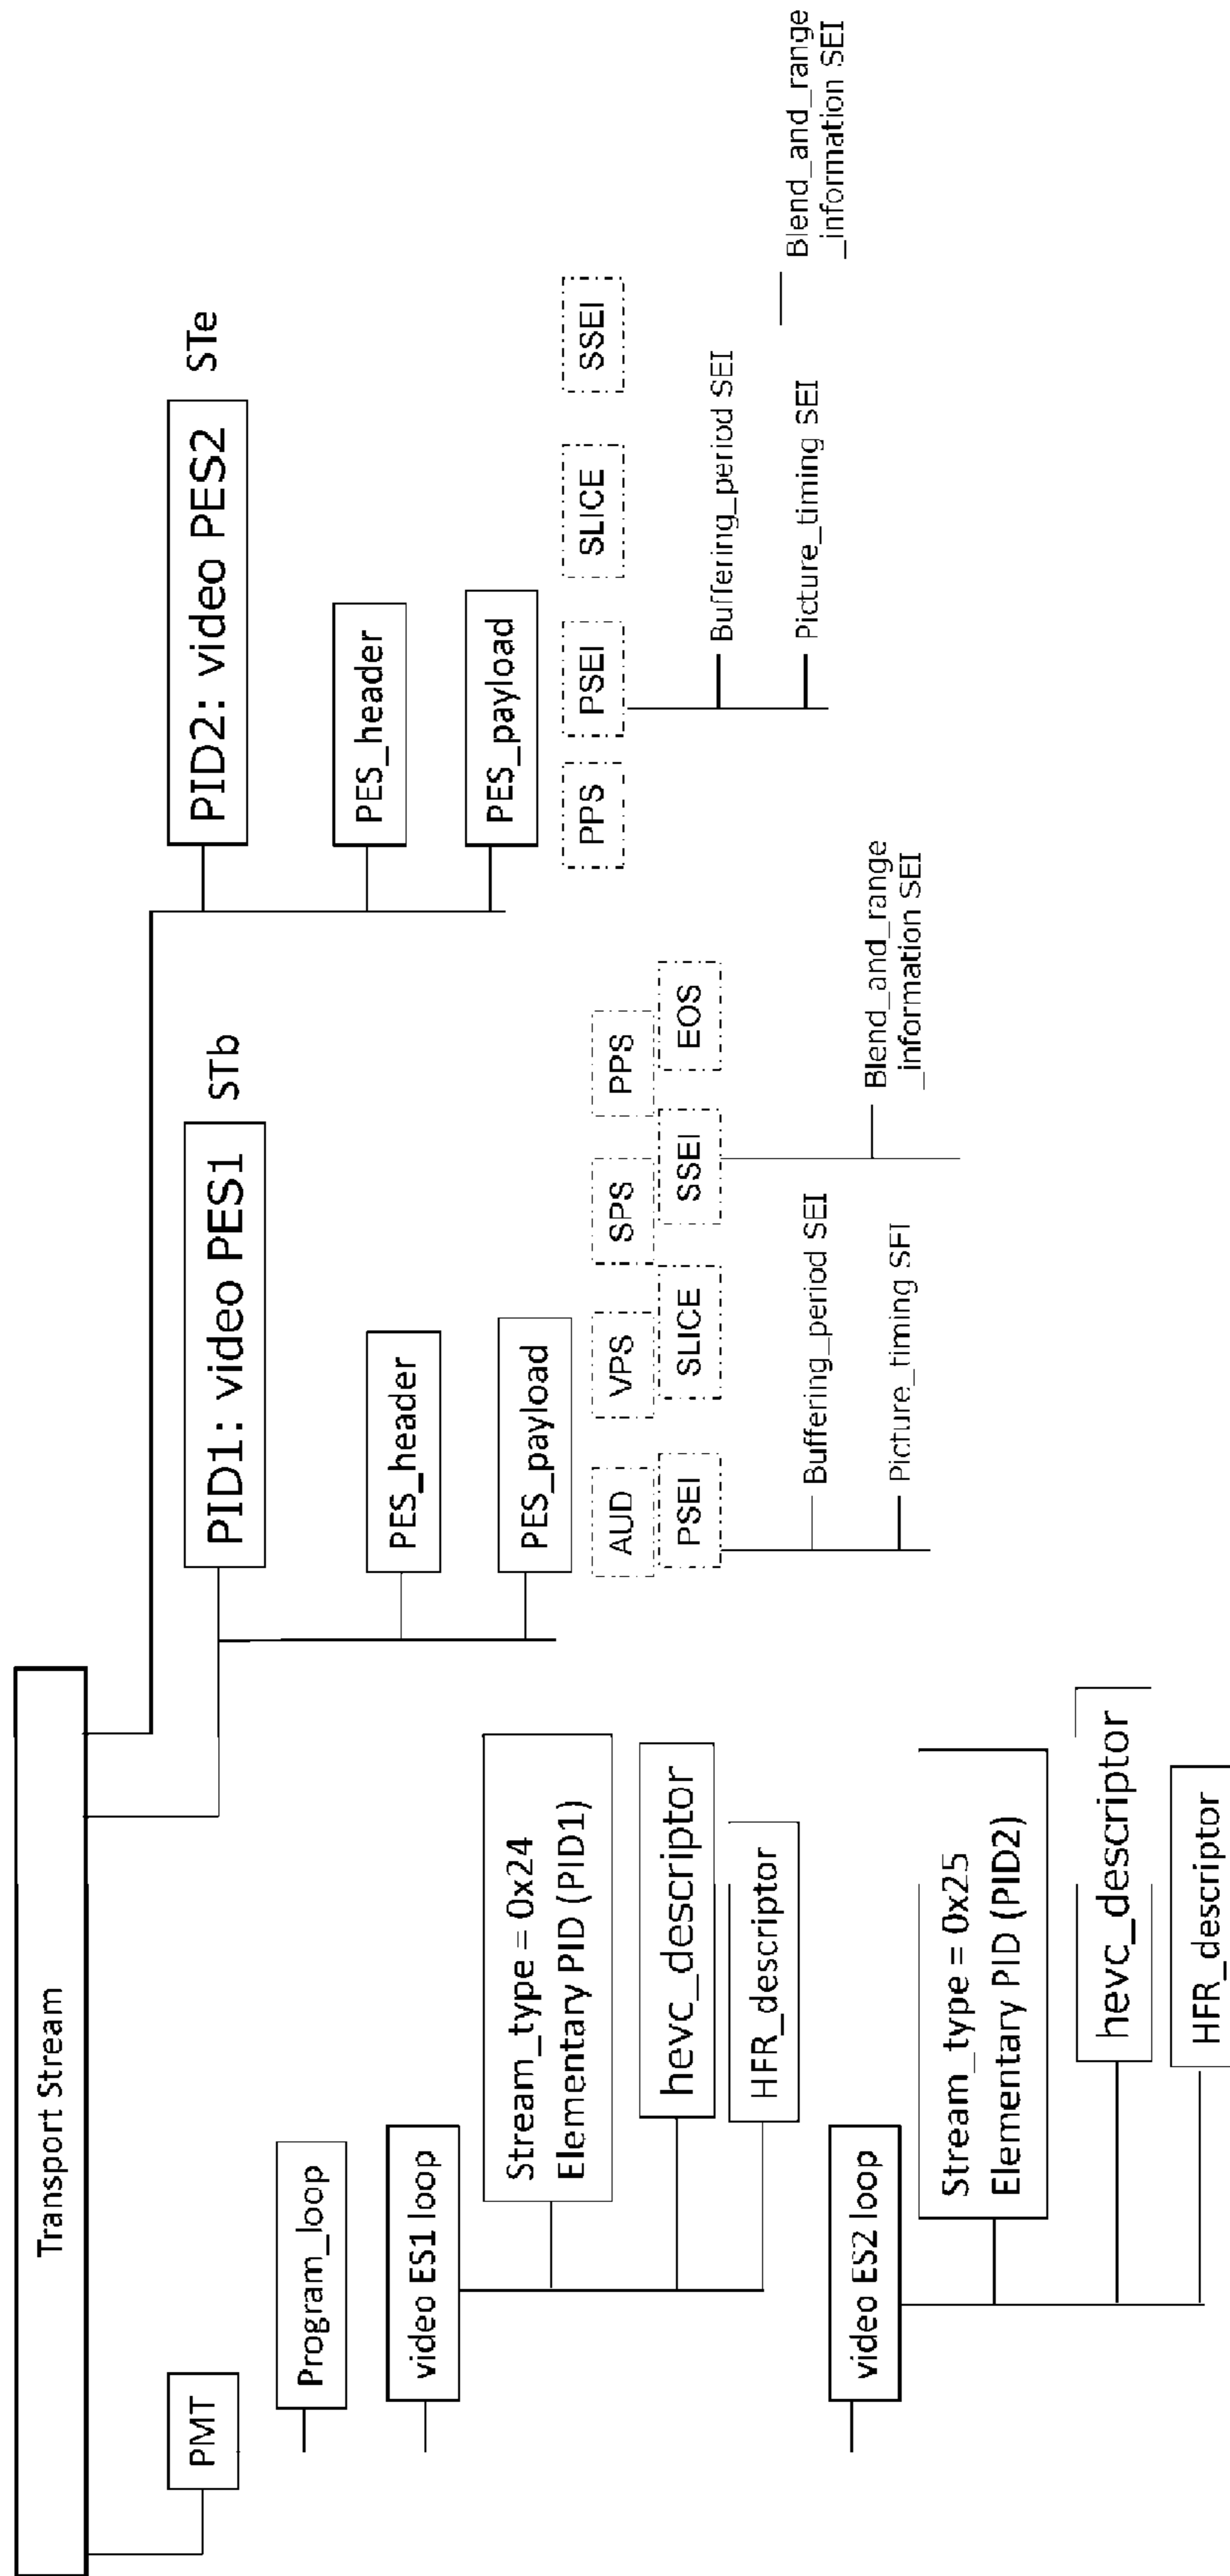 Transport Stream
PMT
Program_loop
video ES1 loop
Stream_type = 0x24
Elementary PID (PID1)
hevc_descriptor
HFR_descriptor
video ES2 loop
Stream_type = 0x25
Elementary PID (PID2)
hevc_descriptor
HFR_descriptor
PID1: video PES1
STb
PES_header
PES_payload
AUD
VPS
SPS
PPS
PSEI
SLICE
SSEI
EOS
Buffering_period SEI
Picture_timing SEI
Blend_and_range
_information SEI
PID2: video PES2
STe
PES_header
PES_payload
PPS
PSEI
SLICE
SSEI
Buffering_period SEI
Picture_timing SEI
Blend_and_range
_information SEI